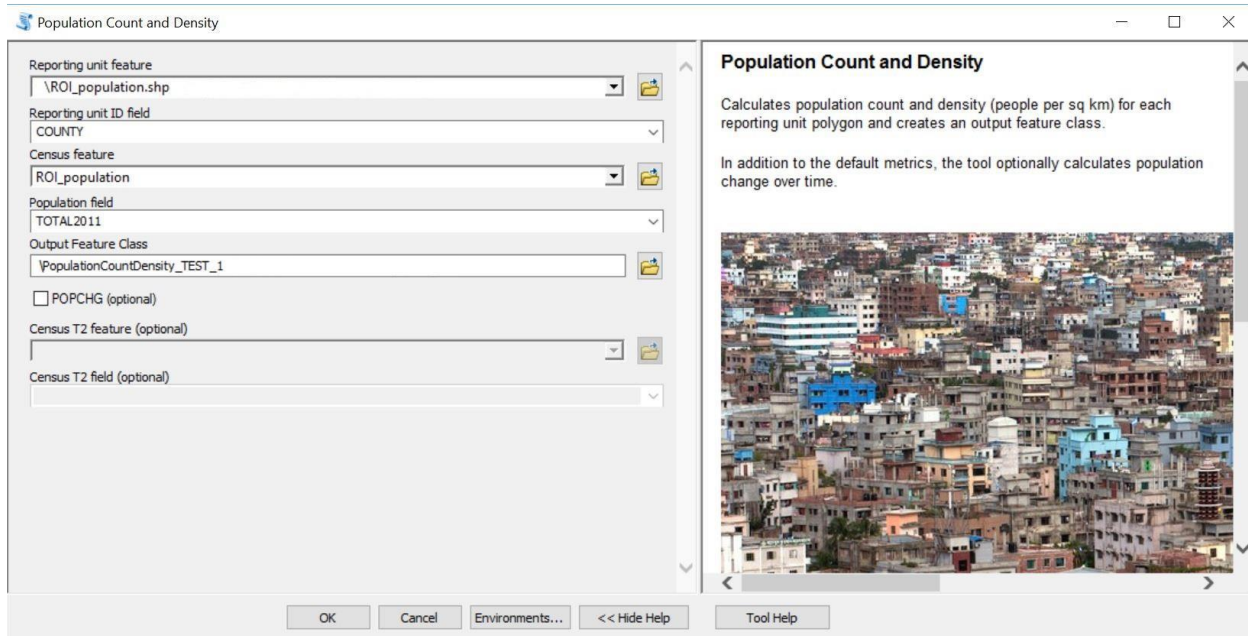 Population Count and Density
Reporting unit feature
\ROI_population.shp
Reporting unit ID field
COUNTY
Census feature
ROI_population
Population field
TOTAL2011
Output Feature Class
\PopulationCountDensity_TEST_1
POPCHG (optional)
Census T2 feature (optional)
Census T2 field (optional)
Population Count and Density
Calculates population count and density (people per sq km) for each
reporting unit polygon and creates an output feature class.
In addition to the default metrics, the tool optionally calculates population
change over time.
OK
Cancel
Environments...
<< Hide Help
Tool Help